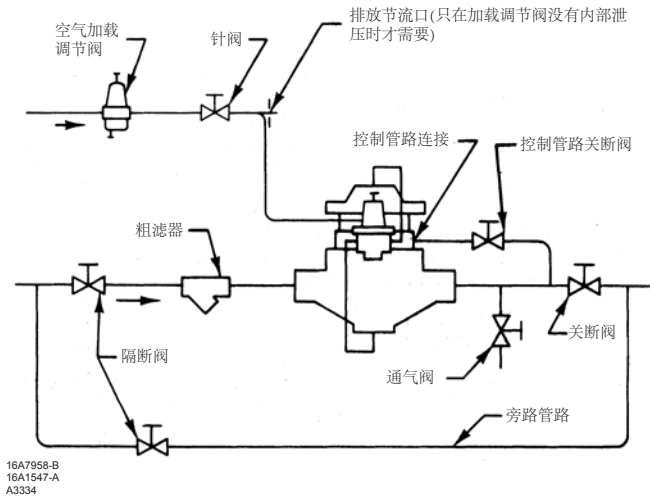 空气加载
调节阀
针阀
排放节流口(只在加载调节阀没有内部泄
压时才需要)
控制管路连接
控制管路关断阀
粗滤器
隔断阀
通气阀
关断阀
旁路管路
16A7958-B
16A1547-A
A3334